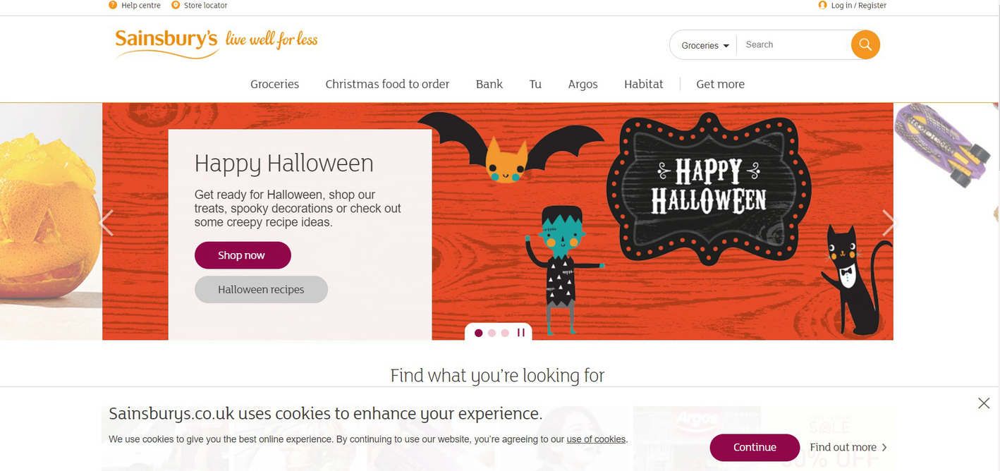 Help centre
Store locator
Log in / Register
Sainsbury's live well for less
Groceries
Search
Groceries
Christmas food to order
Bank
Tu
Argos
Habitat
Get more
Happy Halloween
Get ready for Halloween, shop our
treats, spooky decorations or check out
some creepy recipe ideas.
Shop now
Halloween recipes
HAPPY
HALLOWEEN
Find what you're looking for
Sainsburys.co.uk uses cookies to enhance your experience.
We use cookies to give you the best online experience. By continuing to use our website, you're agreeing to our use of cookies.
Continue
Find out more
Argos
SALE